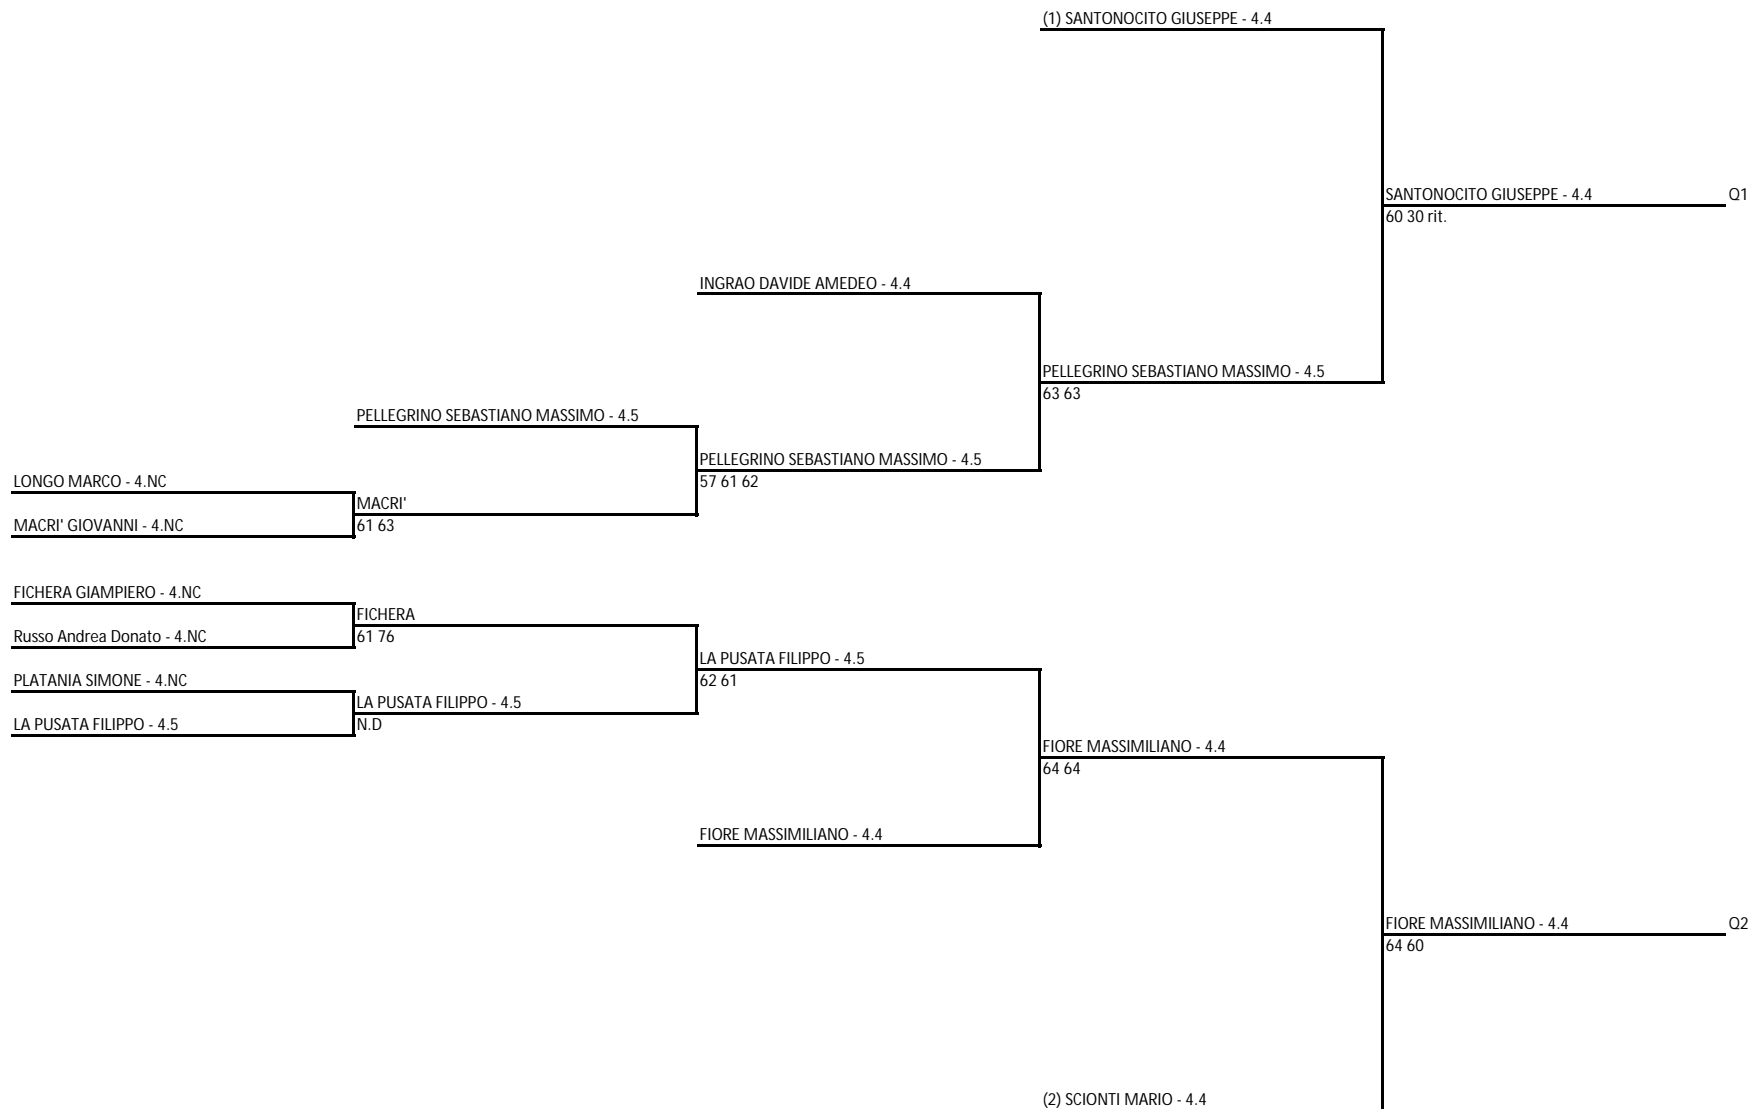 (1) SANTONOCITO GIUSEPPE - 4.4
SANTONOCITO GIUSEPPE - 4.4
Q1
60 30 rit.
INGRAO DAVIDE AMEDEO - 4.4
PELLEGRINO SEBASTIANO MASSIMO - 4.5
63 63
PELLEGRINO SEBASTIANO MASSIMO - 4.5
PELLEGRINO SEBASTIANO MASSIMO - 4.5
57 61 62
LONGO MARCO - 4.NC
MACRI'
61 63
MACRI' GIOVANNI - 4.NC
FICHERA GIAMPIERO - 4.NC
FICHERA
61 76
Russo Andrea Donato - 4.NC
LA PUSATA FILIPPO - 4.5
62 61
PLATANIA SIMONE - 4.NC
LA PUSATA FILIPPO - 4.5
N.D
LA PUSATA FILIPPO - 4.5
FIORE MASSIMILIANO - 4.4
64 64
FIORE MASSIMILIANO - 4.4
FIORE MASSIMILIANO - 4.4
Q2
64 60
(2) SCIONTI MARIO - 4.4